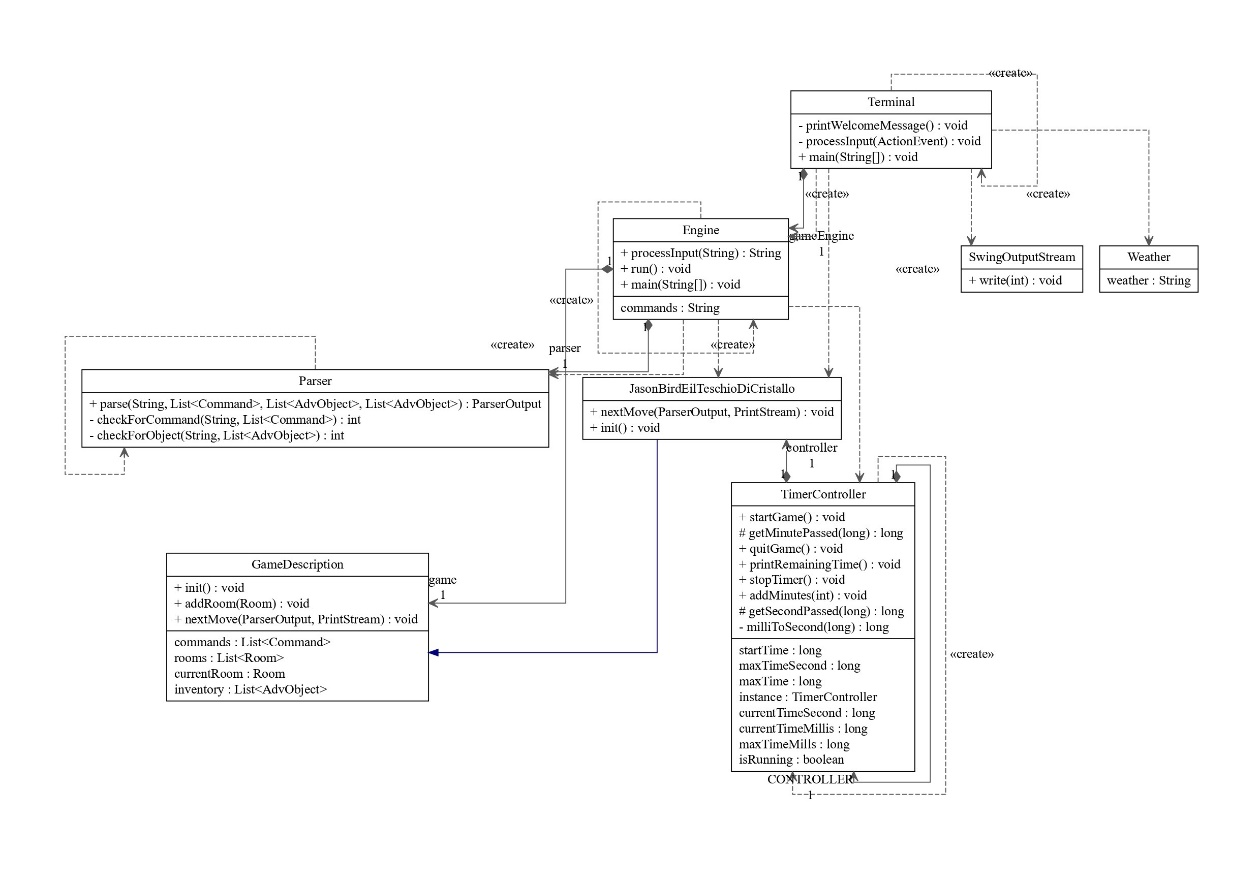 «create»
Terminal
- printWelcomeMessage() : void
- processInput(ActionEvent) : void
+ main(String[]) : void
1
«create»
«create»
Engine
+ processInput(String) : String
+ run() : void
+ main(String[]) : void
commands : String
gameEngine
1
1
«create»
SwingOutputStream
+ write(int) : void
Weather
weather : String
«create»
1
«create»
parser
1
«create»
Parser
+ parse(String, List<Command>, List<AdvObject>, List<AdvObject>) : ParserOutput
- checkForCommand(String, List<Command>) : int
- checkForObject(String, List<AdvObject>) : int
JasonBirdEilTeschioDiCristallo
+ nextMove(ParserOutput, PrintStream) : void
+ init() : void
controller
1
1
1
TimerController
+ startGame() : void
# getMinutePassed(long) : long
+ quitGame() : void
+ printRemainingTime() : void
+ stopTimer() : void
+ addMinutes(int) : void
# getSecondPassed(long) : long
- milliToSecond(long) : long
startTime : long
maxTimeSecond : long
maxTime : long
instance : TimerController
currentTimeSecond : long
currentTimeMillis : long
maxTimeMills : long
isRunning : boolean
«create»
CONTROLLER
1
GameDescription
+ init() : void
+ addRoom(Room) : void
+ nextMove(ParserOutput, PrintStream) : void
commands : List<Command>
rooms : List<Room>
currentRoom : Room
inventory : List<AdvObject>
game
1